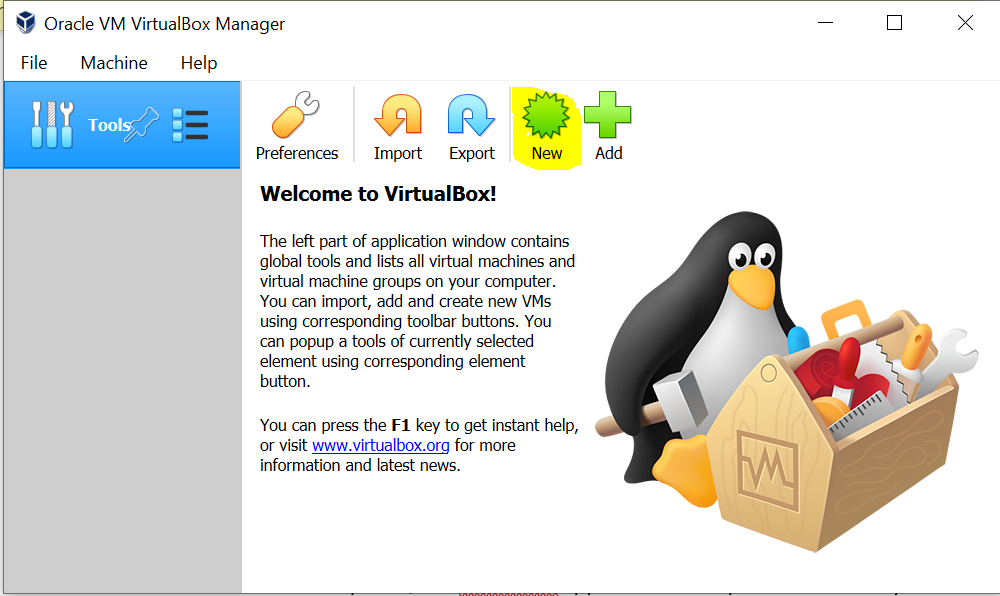 Oracle VM VirtualBox Manager
File Machine Help
Tools
Preferences Import Export New Add
Welcome to VirtualBox!
The left part of application window contains
global tools and lists all virtual machines and
virtual machine groups on your computer.
You can import, add and create new VMs
using corresponding toolbar buttons. You
can popup a tools of currently selected
element using corresponding element
button.
You can press the F1 key to get instant help,
or visit www.virtualbox.org for more
information and latest news.